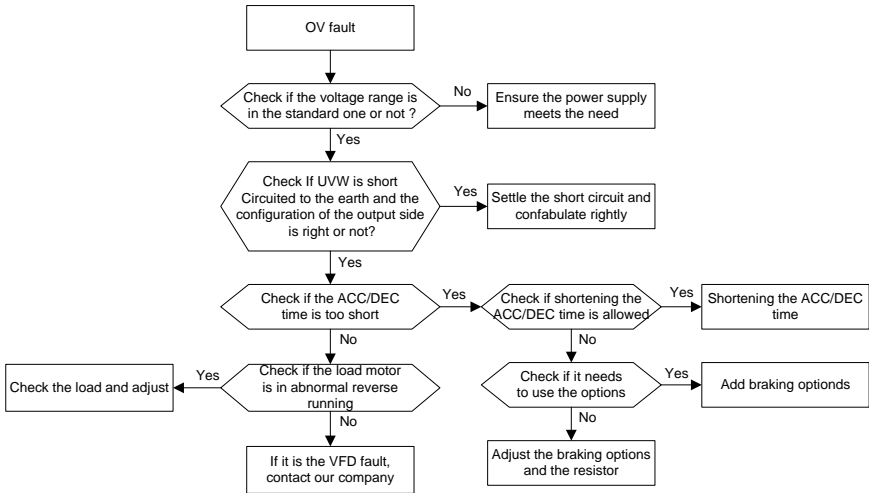 OV fault
Check if the voltage range is
in the standard one or not ?
No
Ensure the power supply
meets the need
Yes
Check If UVW is short
Circuited to the earth and the
configuration of the output side
is right or not?
Yes
Settle the short circuit and
confabulate rightly
Yes
Check if the ACC/DEC
time is too short
Yes
Check if shortening the
ACC/DEC time is allowed
Yes
Shortening the ACC/DEC
time
No
No
Check the load and adjust
Yes
Check if the load motor
is in abnormal reverse
running
Check if it needs
to use the options
Yes
Add braking optionds
No
No
If it is the VFD fault,
contact our company
Adjust the braking options
and the resistor